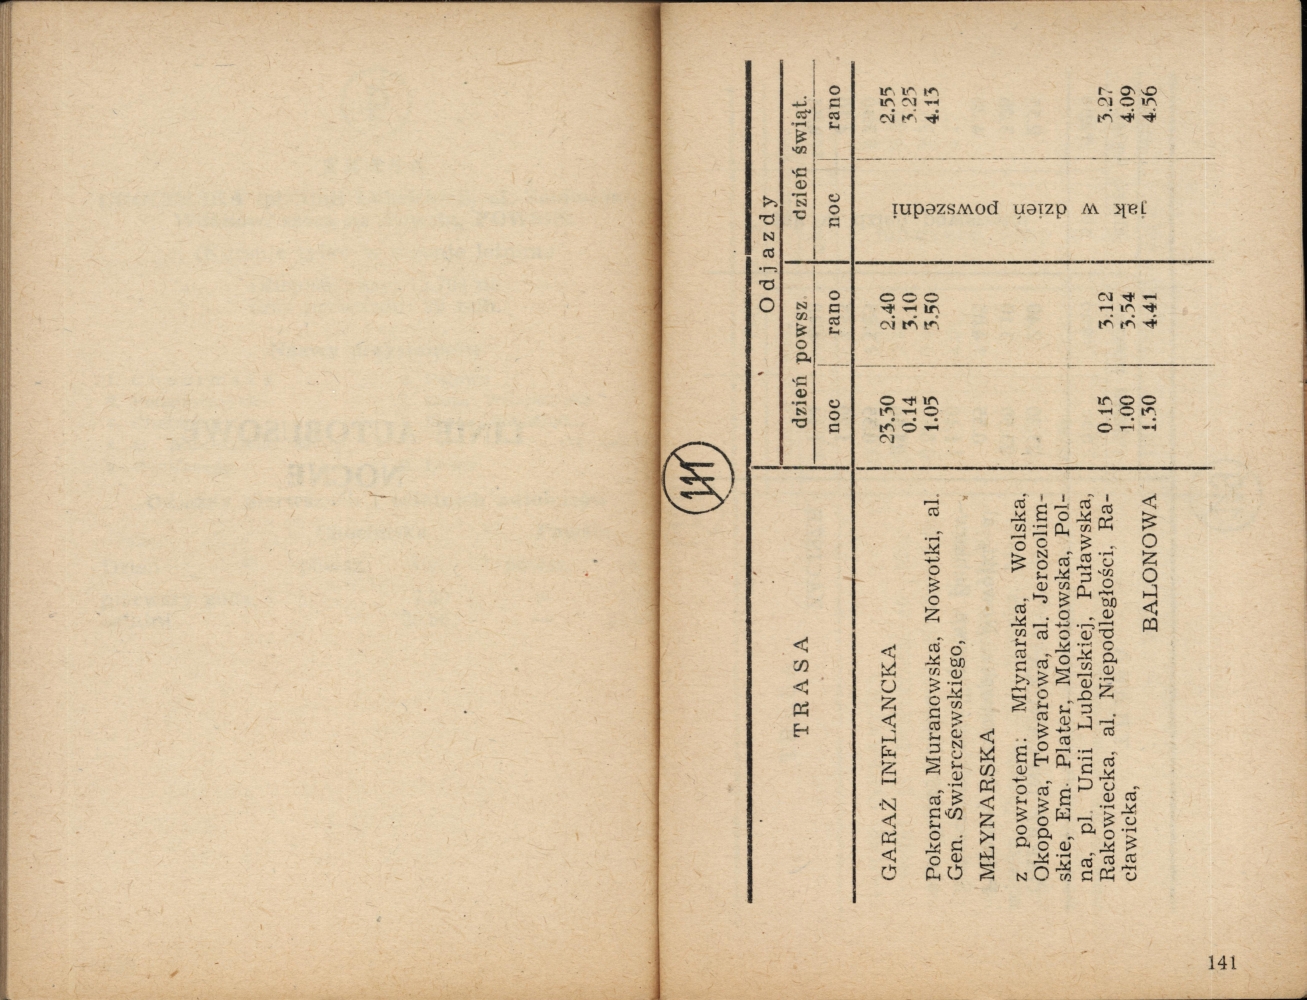 111
Odjazdy
TRASA
dzień powsz.
dzień świąt.
noc rano noc rano
GARAŻ INFLANCKA 23.30 2.40 2.55
0.14 3.10 3.25
Pokorna, Muranowska, Nowotki, al. 1.05 3.50 4.13
Gen. Świerczewskiego,
MŁYNARSKA
jak w dzień powszedni
z powrotem: Młynarska, Wolska,
Okopowa, Towarowa, al. Jerozolim-
skie, Em. Plater, Mokotowska, Pol-
na, pl. Unii Lubelskiej, Puławska,
Rakowiecka, al. Niepodległości, Ra- 0.15 3.12 3.27
cławicka, 1.00 3.54 4.09
BALONOWA 1.30 4.41 4.56
141